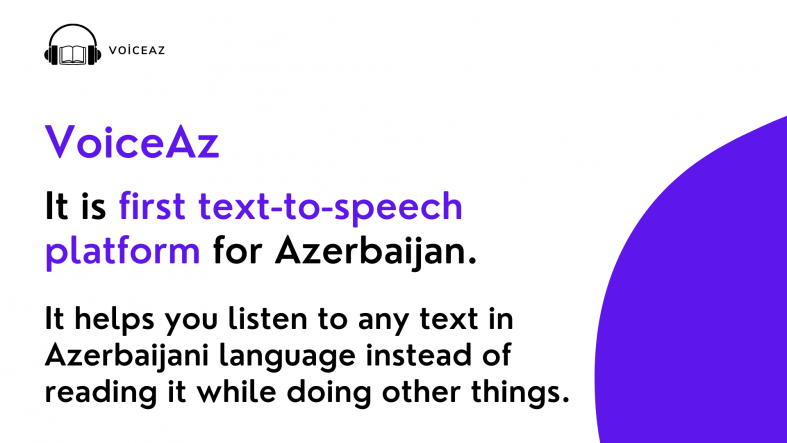 VOİCEAZ
VoiceAz
It is first text-to-speech
platform for Azerbaijan.
It helps you listen to any text in
Azerbaijani language instead of
reading it while doing other things.